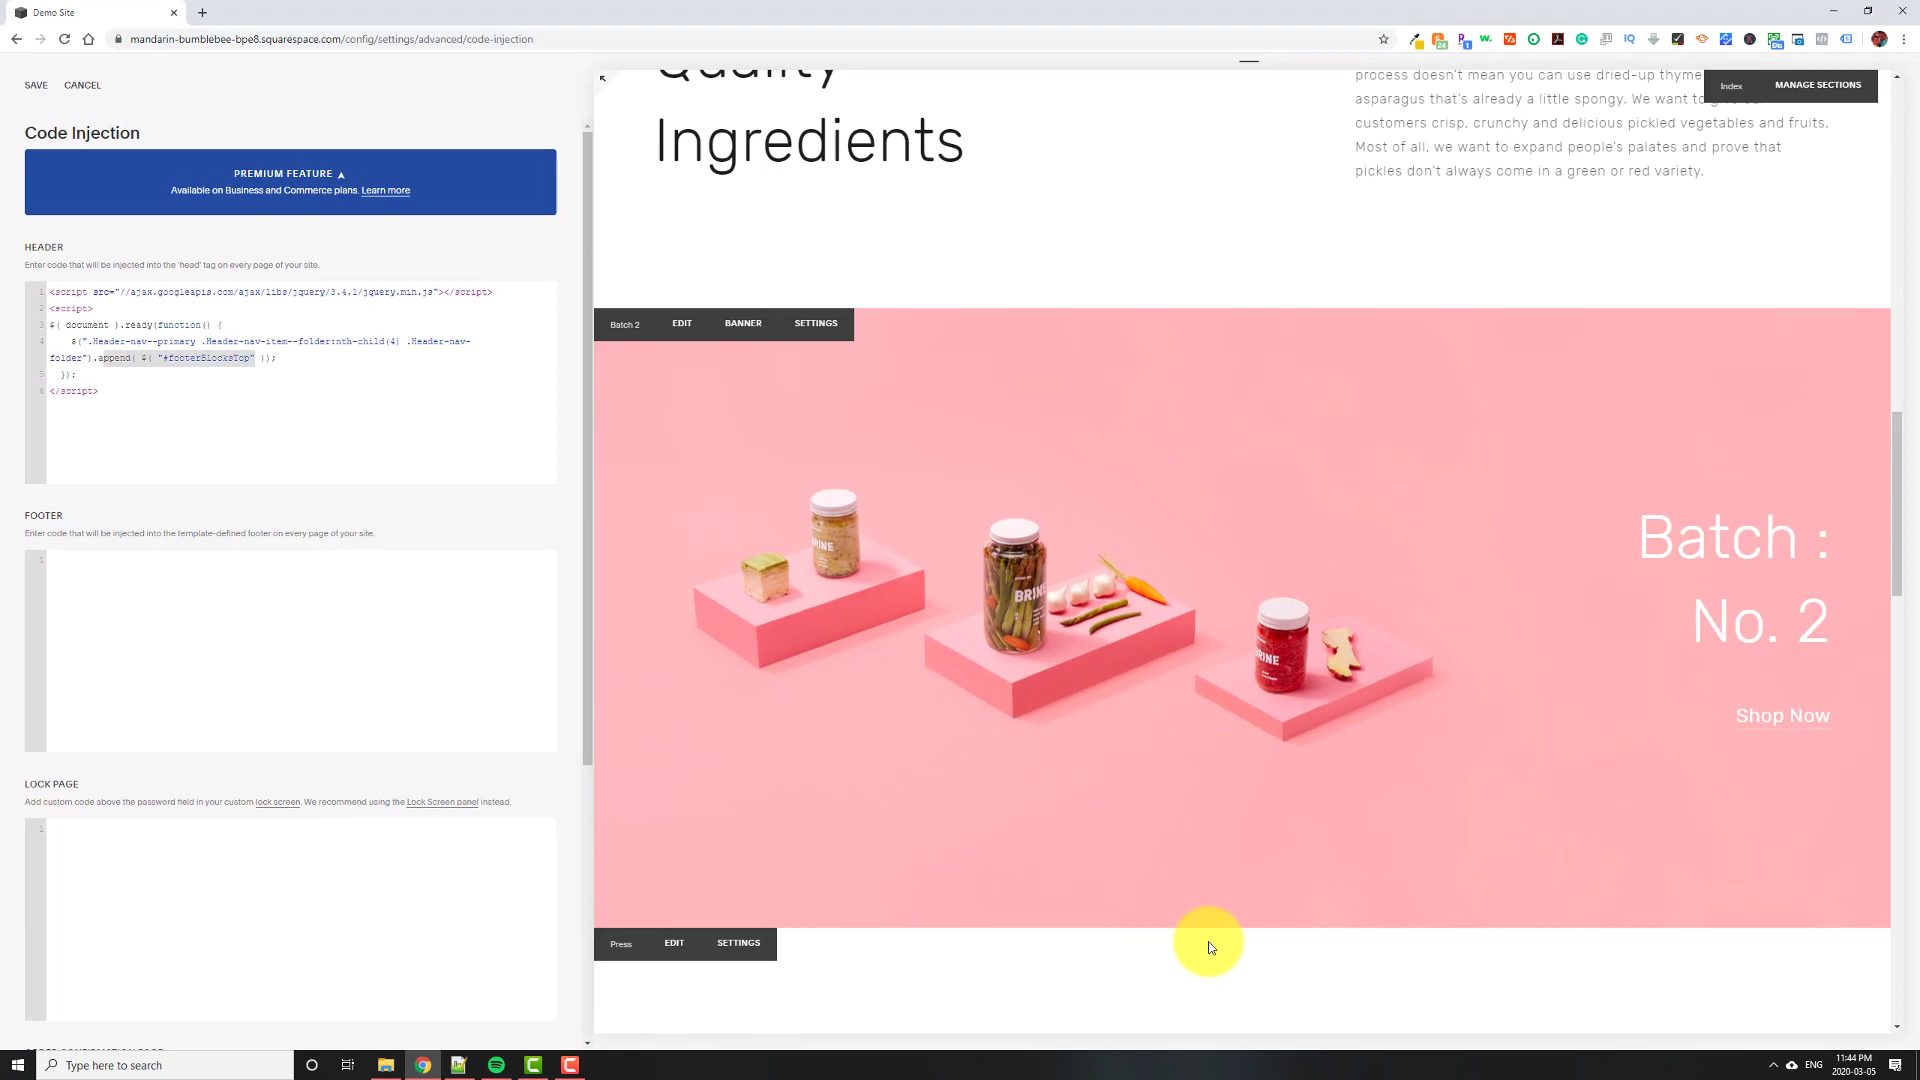 Demo Site
mandarin-bumblebee-bpe8.squarespace.com/config/settings/advanced/code-injection
SAVE CANCEL
Code Injection
PREMIUM FEATURE
Available on Business and Commerce plans. Learn more
HEADER
Enter code that will be injected into the 'head' tag on every page of your site.
1 <script src="//ajax.googleapis.com/ajax/libs/jquery/3.4.1/jquery.min.js"></script>
2 <script>
3 $( document ).ready(function() {
4 $(".Header-nav--primary .Header-nav-item--folder:nth-child(4) .Header-nav-
folder").append( $( "#footerBlocksTop" ));
5 });
6 </script>
FOOTER
Enter code that will be injected into the template-defined footer on every page of your site.
1
LOCK PAGE
Add custom code above the password field in your custom lock screen. We recommend using the Lock Screen panel instead.
1
Quality
Ingredients
process doesn't mean you can use dried-up thyme
asparagus that's already a little spongy. We want to
customers crisp, crunchy and delicious pickled vegetables and fruits.
Most of all, we want to expand people's palates and prove that
pickles don't always come in a green or red variety.
Index MANAGE SECTIONS
Batch 2 EDIT BANNER SETTINGS
BRINE
BRINE
Batch :
No. 2
Shop Now
Press EDIT SETTINGS
Type here to search
ENG
11:44 PM
2020-03-05